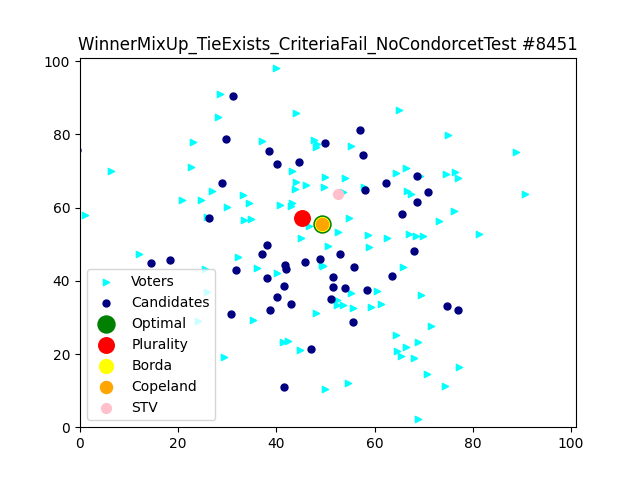 WinnerMixUp_TieExists_CriteriaFail_NoCondorcetTest #8451
100
80
60
40
20
0
Voters
Candidates
Optimal
Plurality
Borda
Copeland
STV
0 20 40 60 80 100